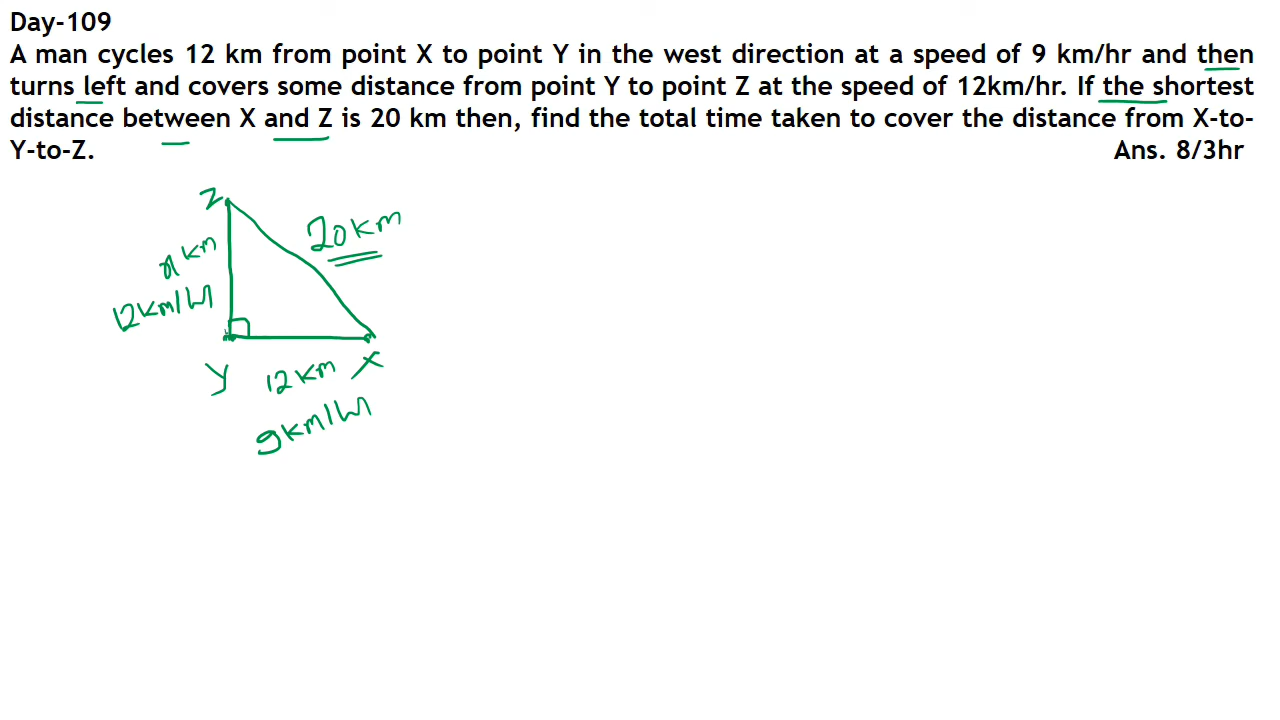 Day-109
A man cycles 12 km from point X to point Y in the west direction at a speed of 9 km/hr and then
turns left and covers some distance from point Y to point Z at the speed of 12km/hr. If the shortest
distance between X and Z is 20 km then, find the total time taken to cover the distance from X-to-
Y-to-Z. Ans. 8/3hr
Z
20km
km
12km/hr
Y 12km X
9km/hr